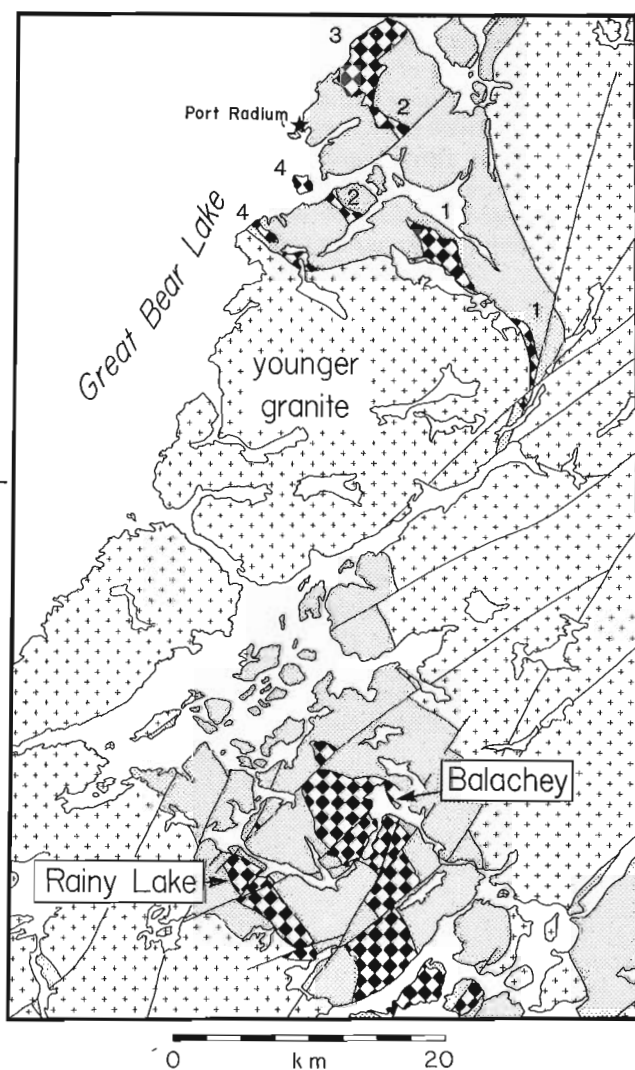 3
Port Radium
2
4
2
4
1
Great Bear Lake
1
younger
granite
Balachey
Rainy Lake
0 km 20